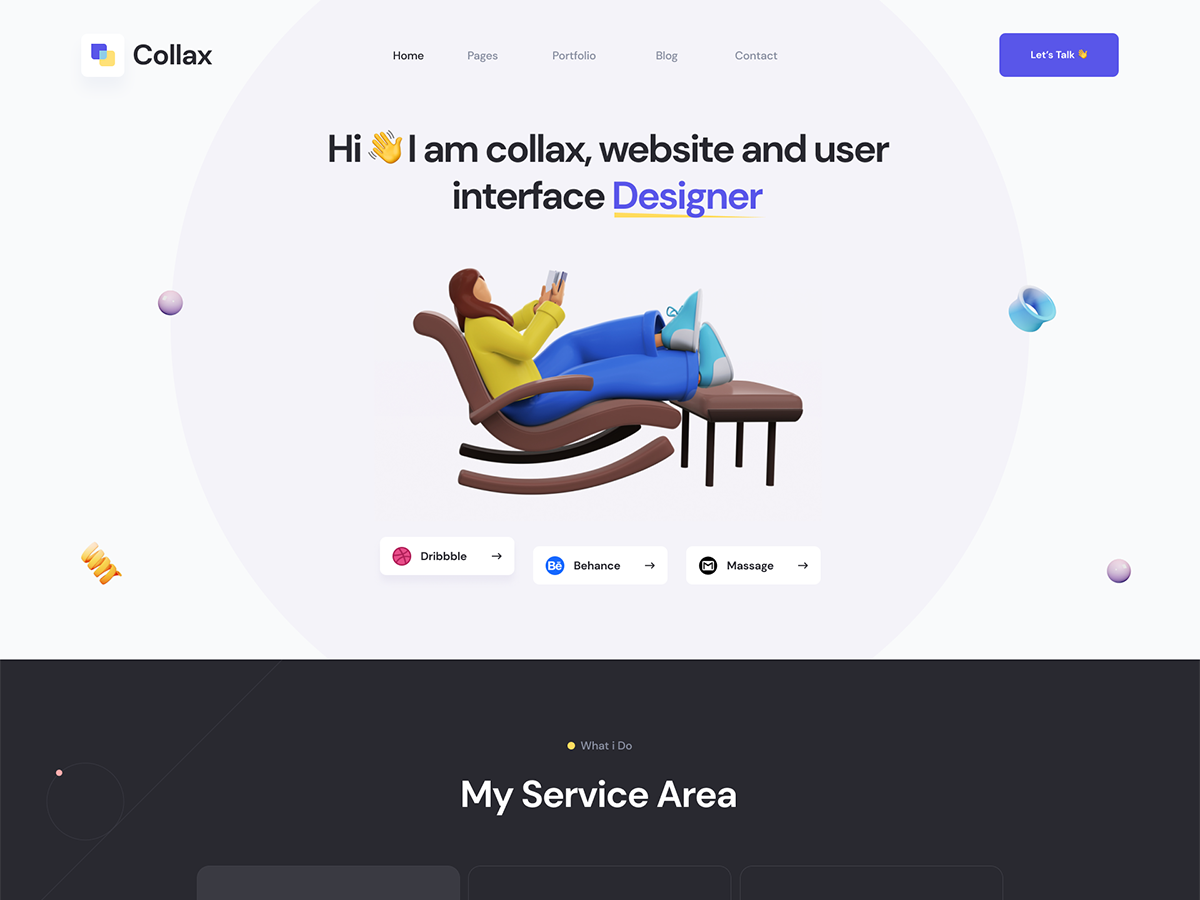 Collax
Home
Pages
Portfolio
Blog
Contact
Let's Talk 👋
Hi 👋 I am collax, website and user
interface Designer
Dribbble
Bē Behance
Massage
What i Do
My Service Area